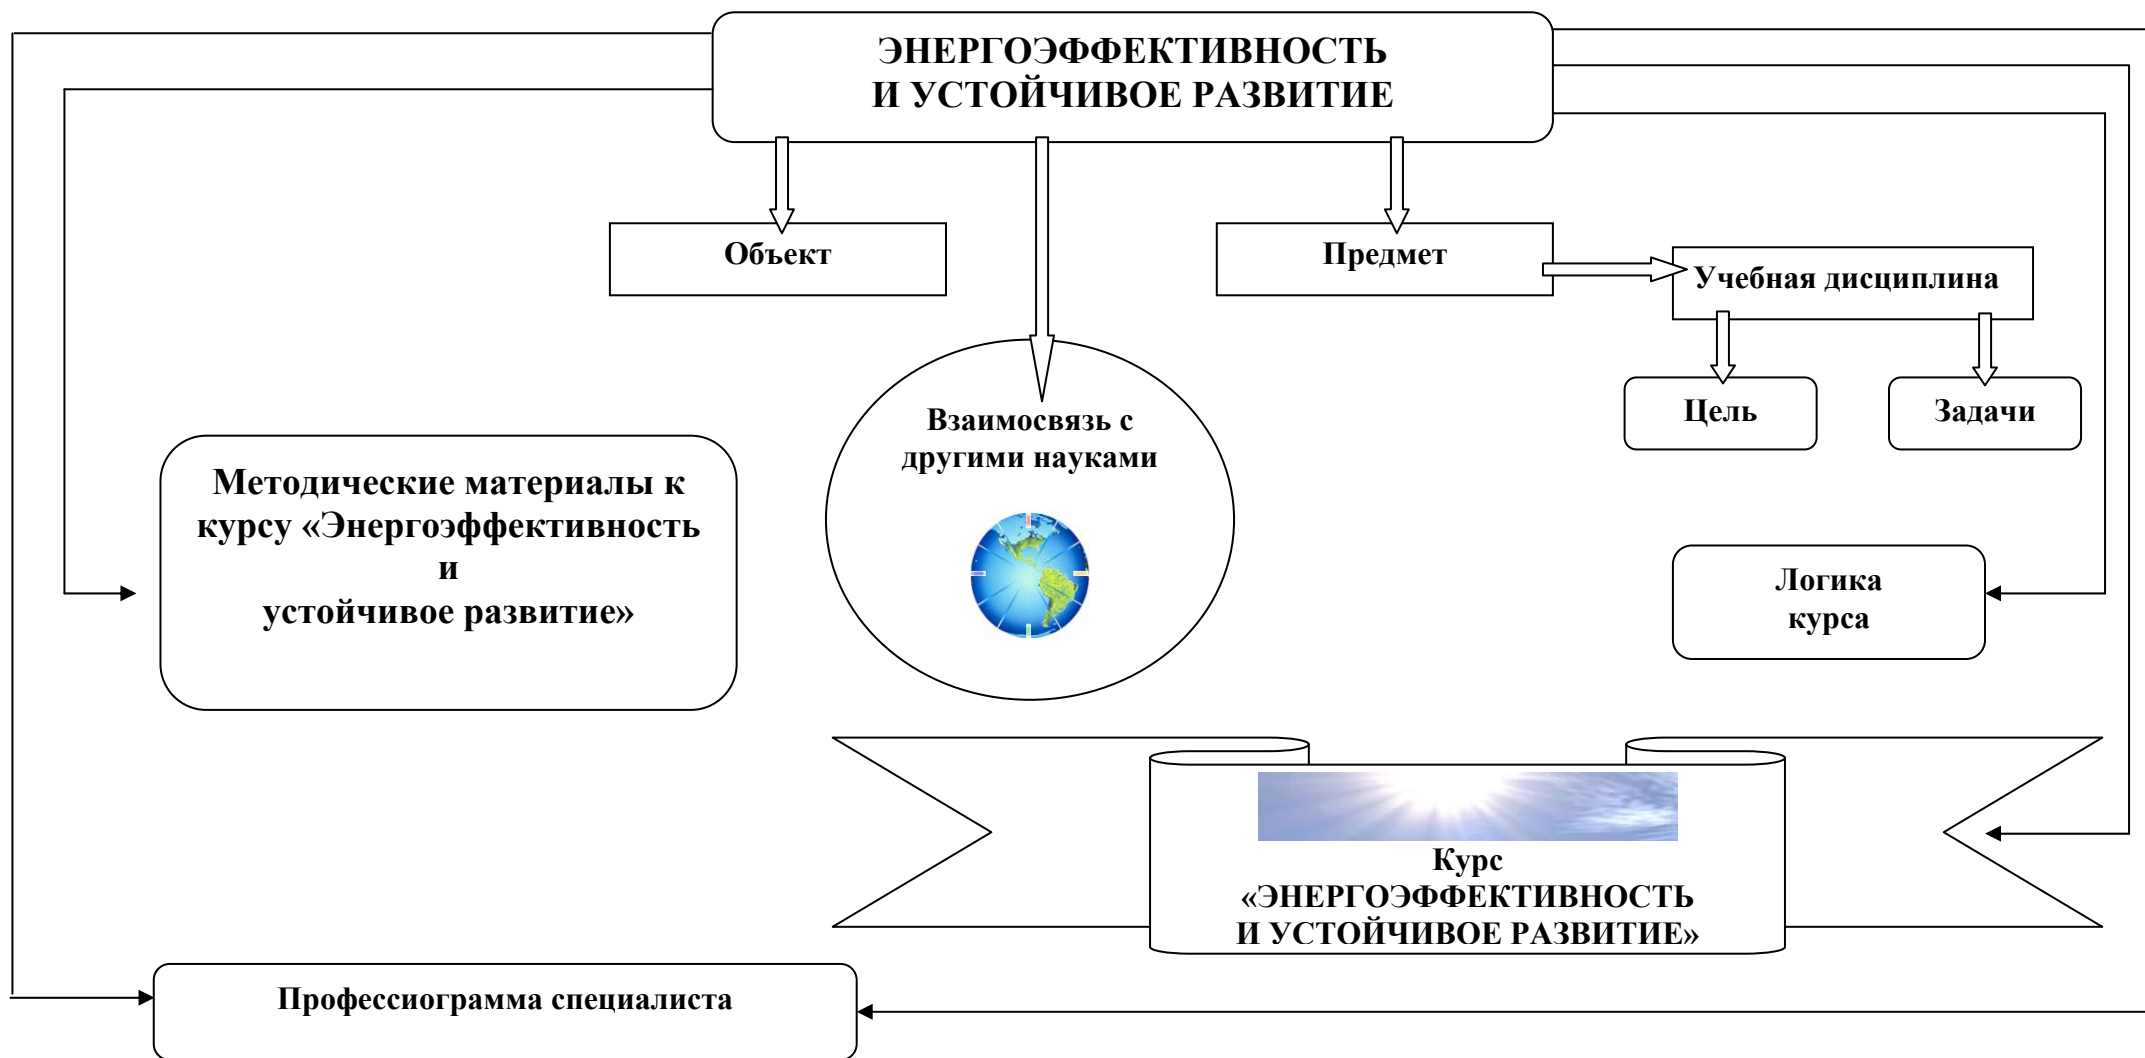 ЭНЕРГОЭФФЕКТИВНОСТЬ
И УСТОЙЧИВОЕ РАЗВИТИЕ
Объект
Предмет
Учебная дисциплина
Цель
Задачи
Взаимосвязь с
другими науками
Методические материалы к
курсу «Энергоэффективность
и
устойчивое развитие»
Логика
курса
Курс
«ЭНЕРГОЭФФЕКТИВНОСТЬ
И УСТОЙЧИВОЕ РАЗВИТИЕ»
Профессиограмма специалиста